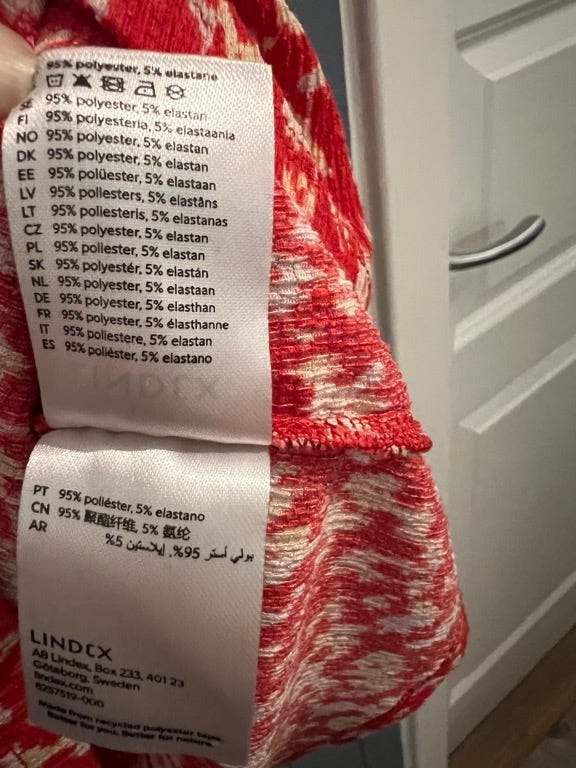 95% polyester, 5% elastane
SE 95% polyester, 5% elastan
FI 95% polyesteria, 5% elastaania
NO 95% polyester, 5% elastan
DK 95% polyester, 5% elastan
EE 95% polüester, 5% elastaan
LV 95% poliesters, 5% elastāns
LT 95% poliesteris, 5% elastanas
CZ 95% polyester, 5% elastan
PL 95% poliester, 5% elastan
SK 95% polyestér, 5% elastán
NL 95% polyester, 5% elastaan
DE 95% polyester, 5% elasthan
FR 95% polyester, 5% élasthanne
IT 95% poliestere, 5% elastan
ES 95% poliéster, 5% elastano
LINDEX
PT 95% poliéster, 5% elastano
CN 95% 聚酯纤维, 5% 氨纶
AR بولي أستر 95%, إيلاستين 5%
LINDEX
AB Lindex, Box 233, 401 23
Göteborg, Sweden
lindex.com
8257519-000
Made from recycled polyester tape.
Better for you. Better for nature.